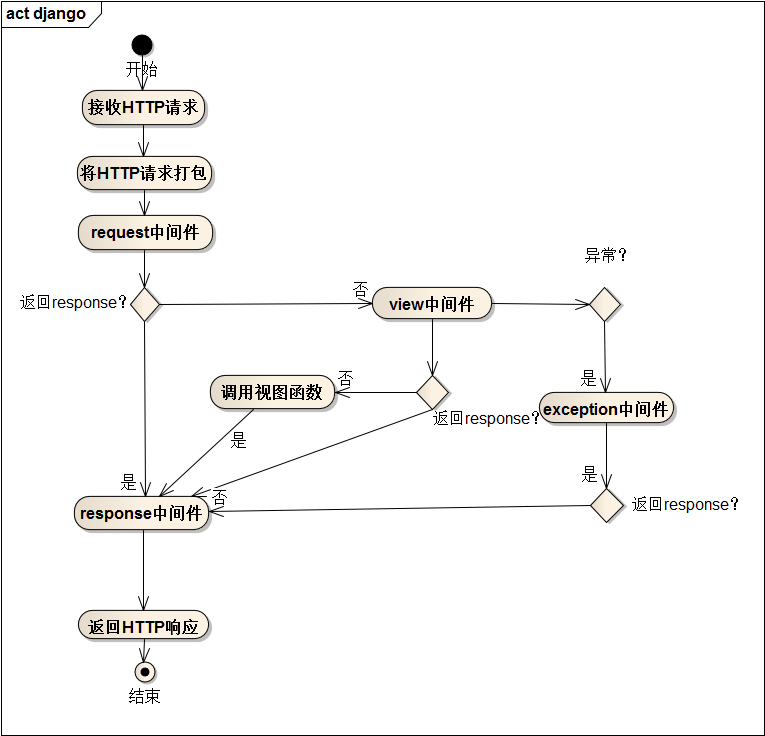 act django
开始
接收HTTP请求
将HTTP请求打包
request中间件
异常？
返回response？
否
view中间件
是
调用视图函数
否
返回response？
exception中间件
是
是
否
是
返回response？
response中间件
返回HTTP响应
结束